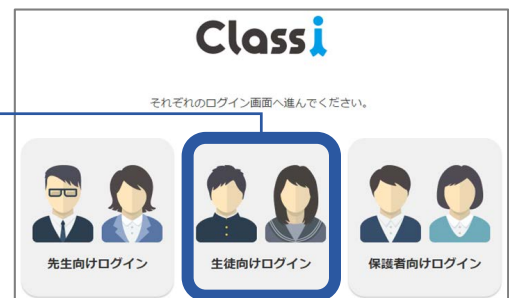 Classi
それぞれのログイン画面へ進んでください。
先生向けログイン
生徒向けログイン
保護者向けログイン